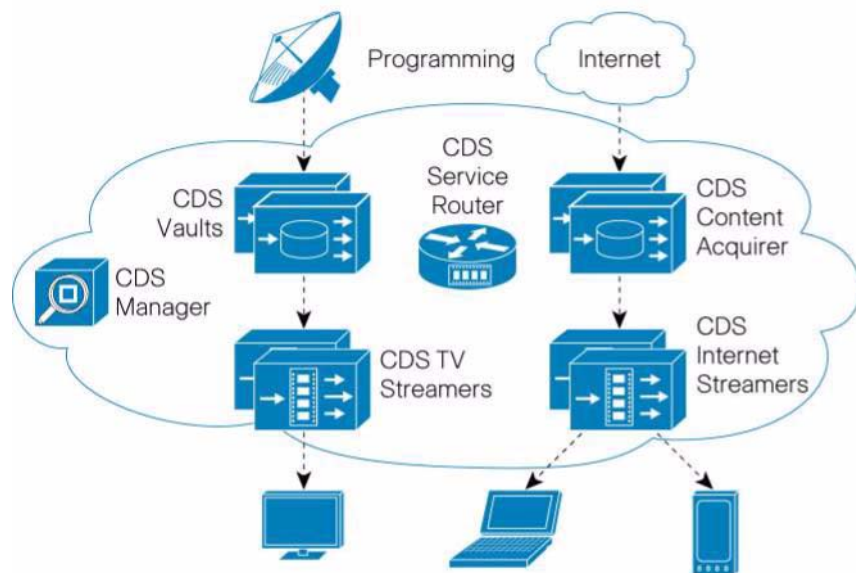 Programming
Internet
CDS
Vaults
CDS
Service
Router
CDS
Content
Acquirer
CDS
Manager
CDS TV
Streamers
CDS
Internet
Streamers